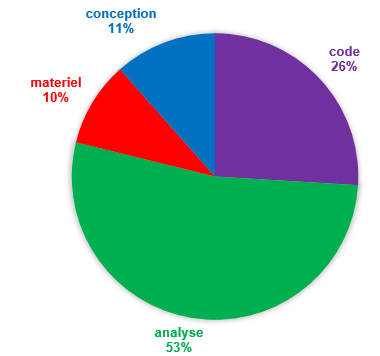 conception
11%
code
26%
materiel
10%
analyse
53%